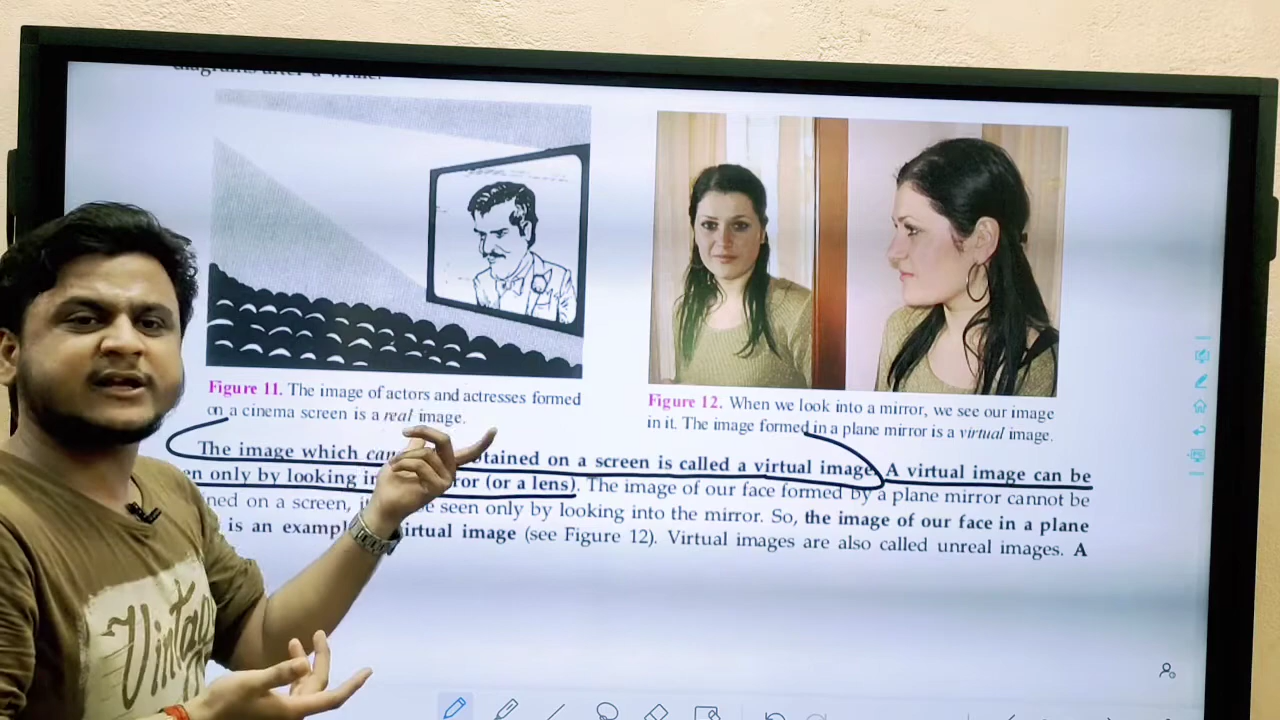 diagrams after a while.
Figure 11. The image of actors and actresses formed
on a cinema screen is a real image.
Figure 12. When we look into a mirror, we see our image
in it. The image formed in a plane mirror is a virtual image.
The image which can tained on a screen is called a virtual image. A virtual image can be
en only by looking in ror (or a lens). The image of our face formed by a plane mirror cannot be
ned on a screen, i e seen only by looking into the mirror. So, the image of our face in a plane
is an exampl irtual image (see Figure 12). Virtual images are also called unreal images. A
Vintag